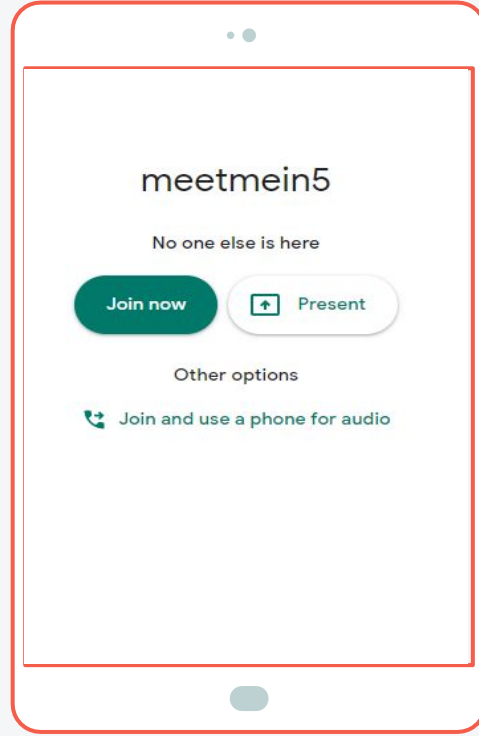 meetmein5
No one else is here
Join now
Present
Other options
Join and use a phone for audio